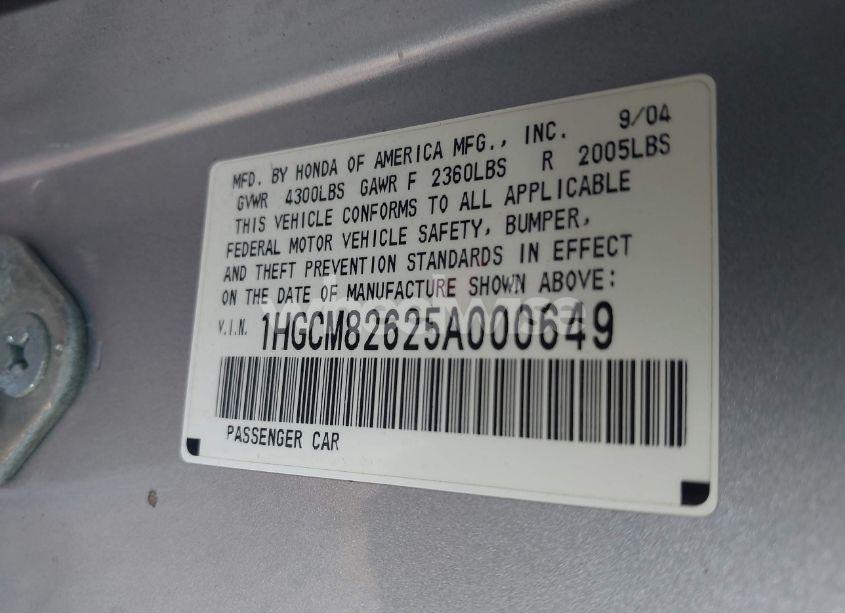 MFD. BY HONDA OF AMERICA MFG., INC. 9/04
GVWR 4300LBS GAWR F 2360LBS R 2005LBS
THIS VEHICLE CONFORMS TO ALL APPLICABLE
FEDERAL MOTOR VEHICLE SAFETY, BUMPER,
AND THEFT PREVENTION STANDARDS IN EFFECT
ON THE DATE OF MANUFACTURE SHOWN ABOVE:
V.I.N. 1HGCM82625A000649
PASSENGER CAR